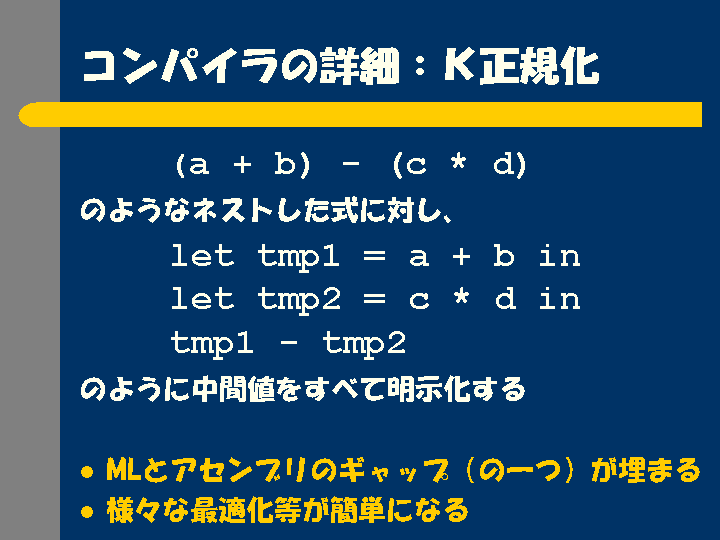 コンパイラの詳細：Ｋ正規化
(a + b) - (c * d)
のようなネストした式に対し、
let tmp1 = a + b in
let tmp2 = c * d in
tmp1 - tmp2
のように中間値をすべて明示化する
● MLとアセンブリのギャップ（の一つ）が埋まる
● 様々な最適化等が簡単になる